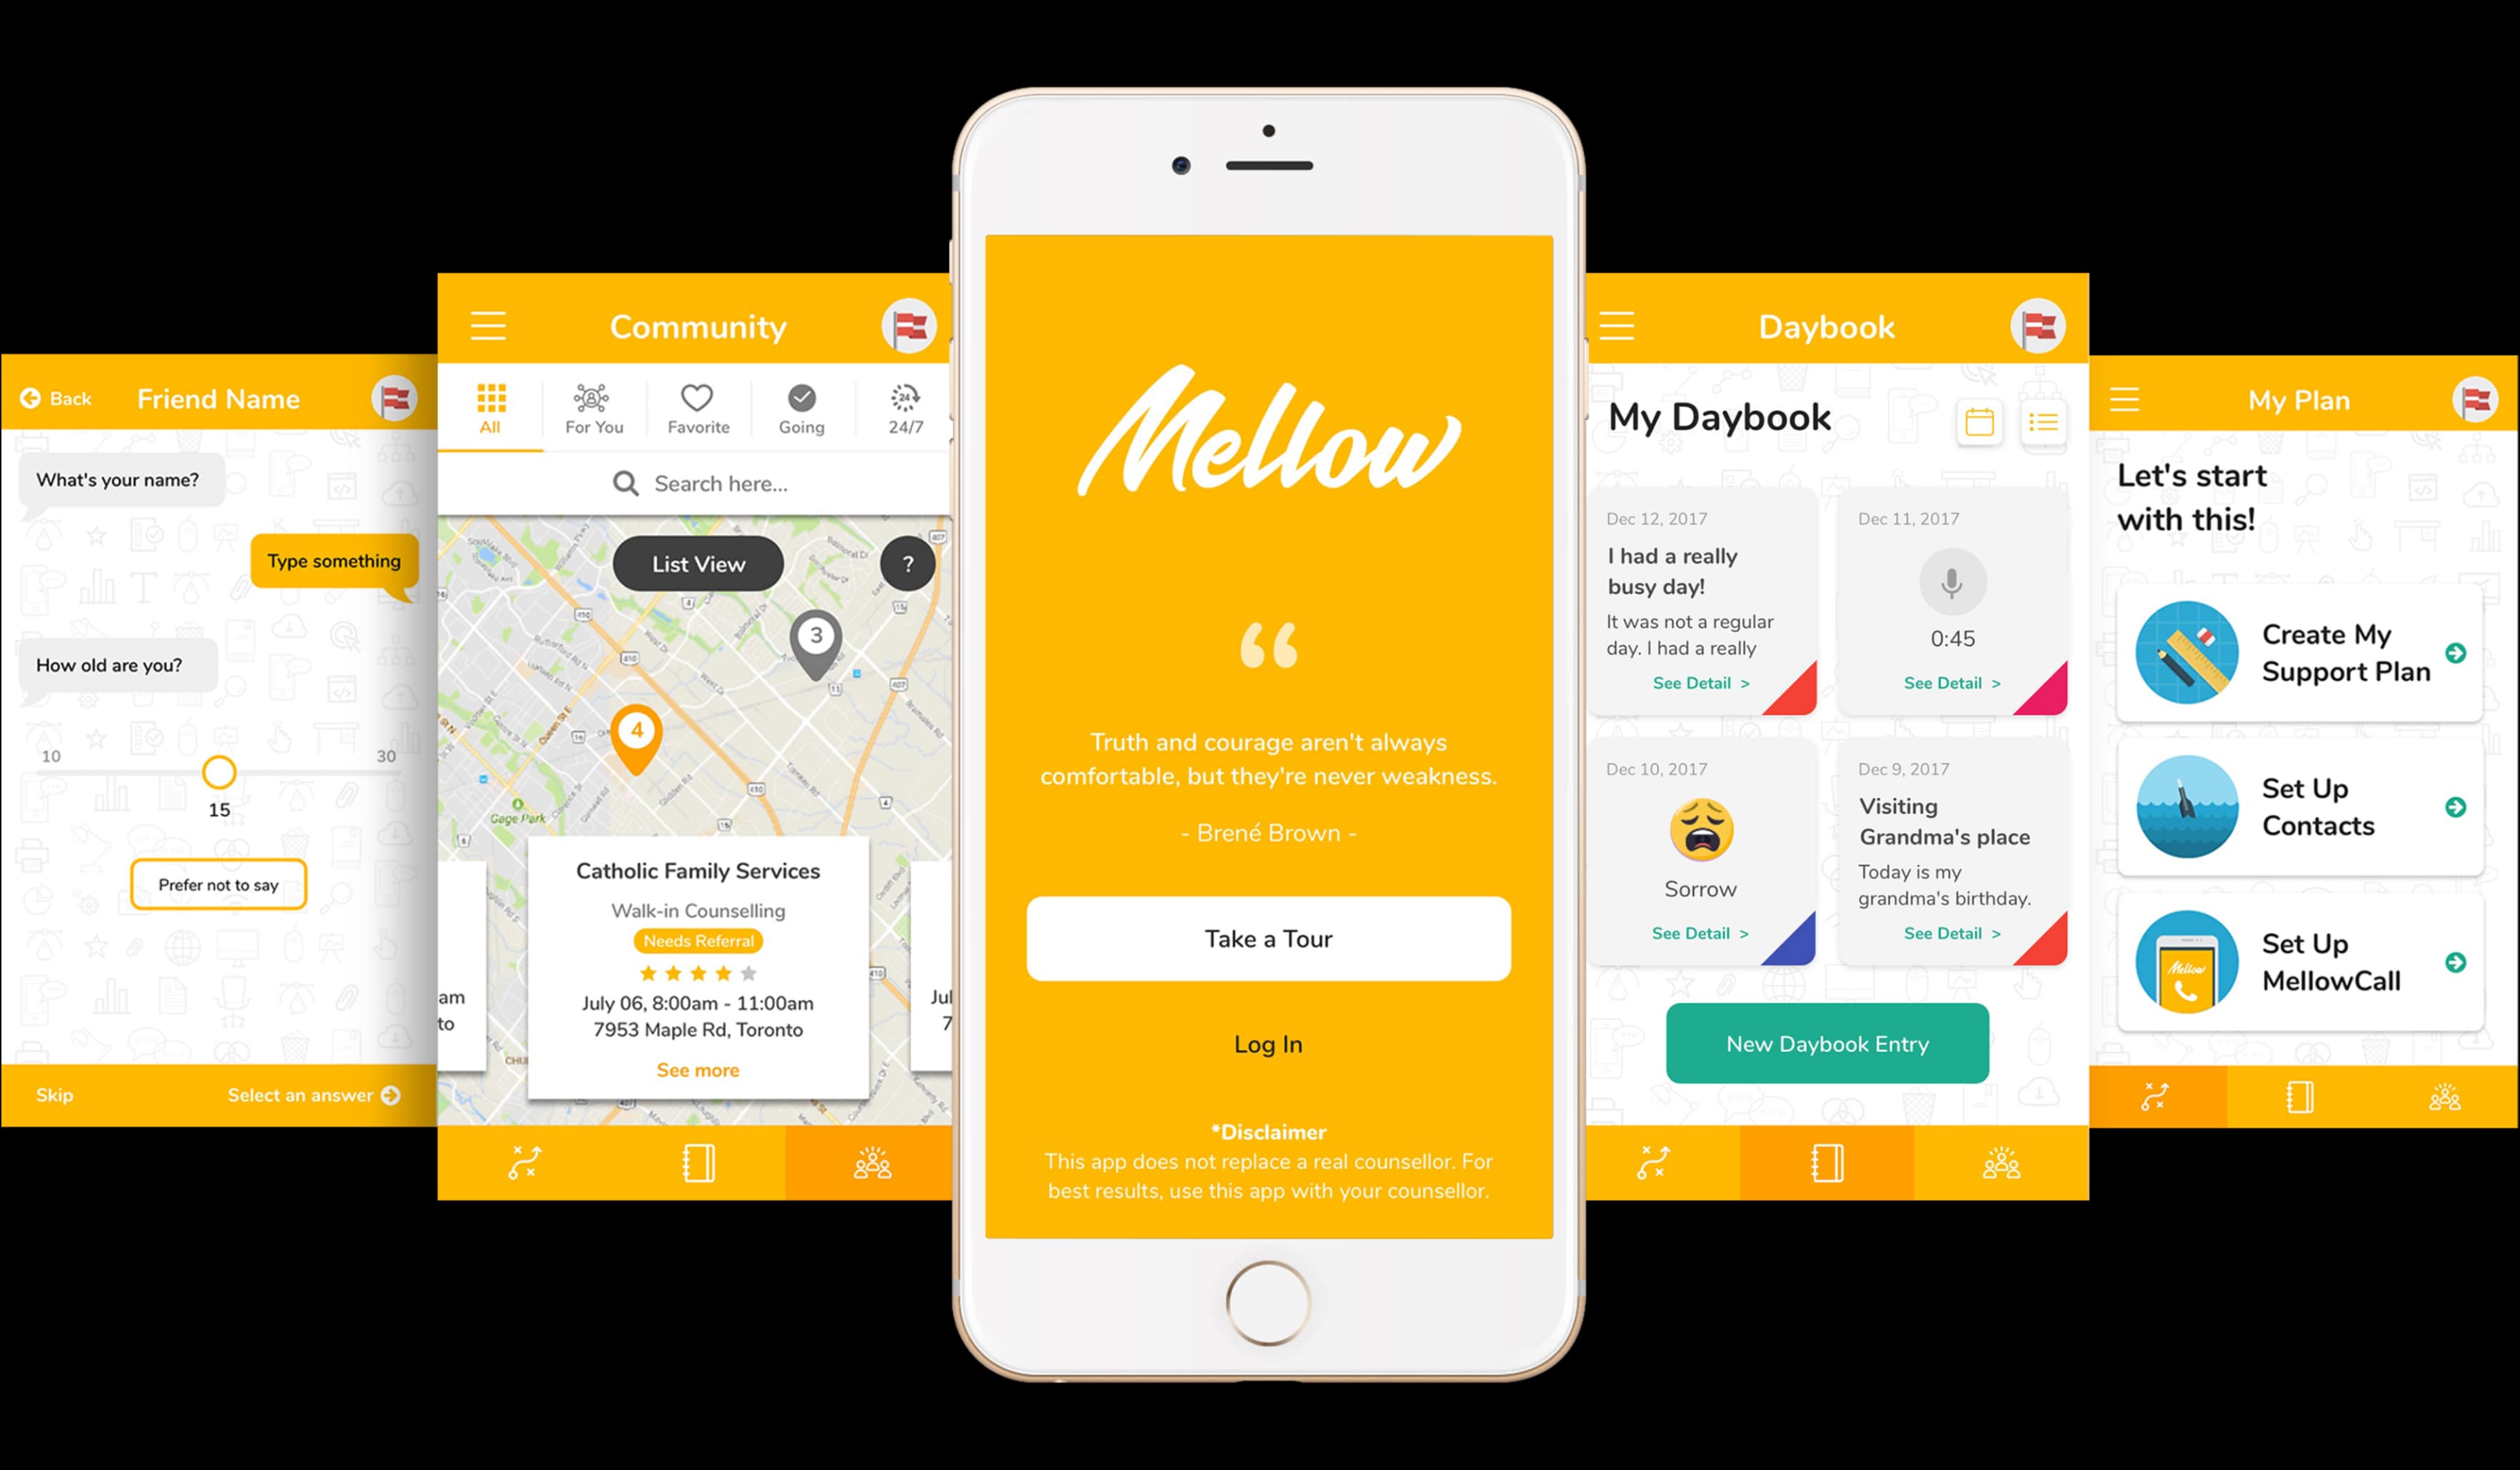 Back
Friend Name
What's your name?
Type something
How old are you?
10
30
15
Prefer not to say
Skip
Select an answer
Community
All
For You
Favorite
Going
24
24/7
Search here...
List View
?
3
4
Gage Park
407
410
Catholic Family Services
Walk-in Counselling
Needs Referral
July 06, 8:00am - 11:00am
7953 Maple Rd, Toronto
See more
am
to
Jul
7
Mellow
“
Truth and courage aren't always
comfortable, but they're never weakness.
- Brené Brown -
Take a Tour
Log In
*Disclaimer
This app does not replace a real counsellor. For
best results, use this app with your counsellor.
Daybook
My Daybook
Dec 12, 2017
I had a really
busy day!
It was not a regular
day. I had a really
See Detail >
Dec 11, 2017
0:45
See Detail >
Dec 10, 2017
Sorrow
See Detail >
Dec 9, 2017
Visiting
Grandma's place
Today is my
grandma's birthday.
See Detail >
New Daybook Entry
My Plan
Let's start
with this!
Create My
Support Plan
Set Up
Contacts
Mellow
Set Up
MellowCall